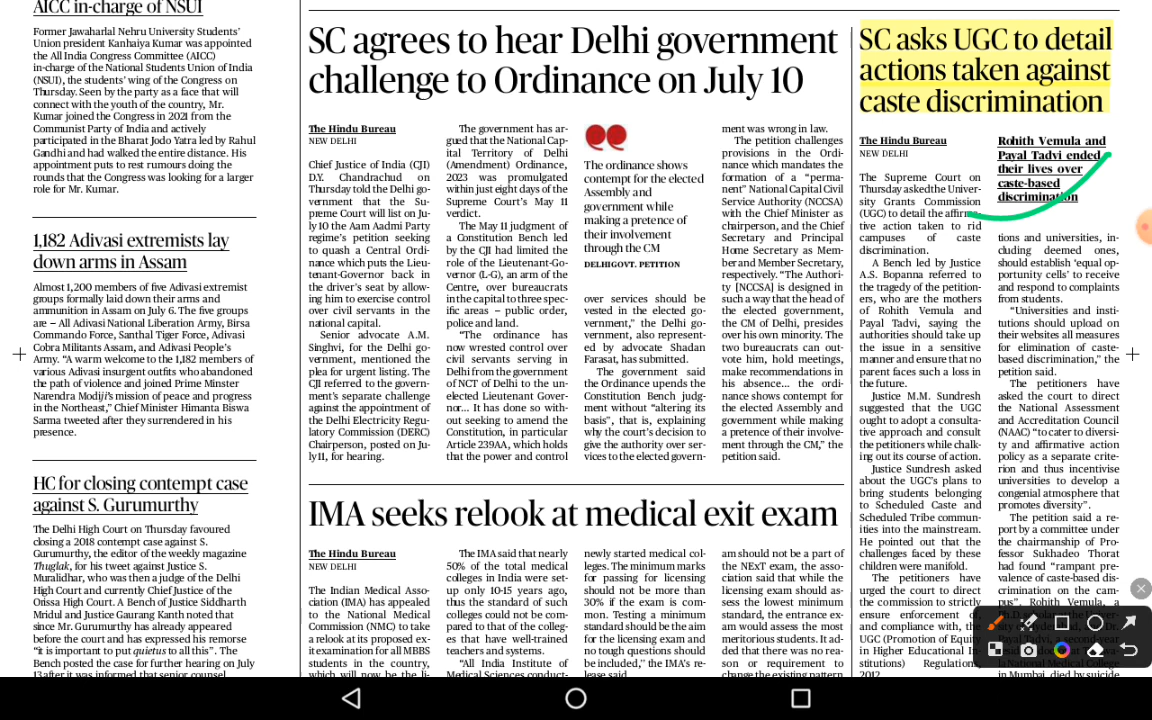 AICC in-charge of NSUI
Former Jawaharlal Nehru University Students'
Union president Kanhaiya Kumar was appointed
the All India Congress Committee (AICC)
in-charge of the National Students Union of India
(NSUI), the students' wing of the Congress on
Thursday. Seen by the party as a face that will
connect with the youth of the country, Mr.
Kumar joined the Congress in 2021 from the
Communist Party of India and actively
participated in the Bharat Jodo Yatra led by Rahul
Gandhi and had walked the entire distance. His
appointment puts to rest rumours doing the
rounds that the Congress was looking for a larger
role for Mr. Kumar.
1,182 Adivasi extremists lay
down arms in Assam
Almost 1,200 members of five Adivasi extremist
groups formally laid down their arms and
ammunition in Assam on July 6. The five groups
are – All Adivasi National Liberation Army, Birsa
Commando Force, Santhal Tiger Force, Adivasi
Cobra Militants Assam, and Adivasi People's
Army. “A warm welcome to the 1,182 members of
various Adivasi insurgent outfits who abandoned
the path of violence and joined Prime Minster
Narendra Modiji's mission of peace and progress
in the Northeast,” Chief Minister Himanta Biswa
Sarma tweeted after they surrendered in his
presence.
HC for closing contempt case
against S. Gurumurthy
The Delhi High Court on Thursday favoured
closing a 2018 contempt case against S.
Gurumurthy, the editor of the weekly magazine
Thuglak, for his tweet against Justice S.
Muralidhar, who was then a judge of the Delhi
High Court and currently Chief Justice of the
Orissa High Court. A Bench of Justice Siddharth
Mridul and Justice Gaurang Kanth noted that
since Mr. Gurumurthy has already appeared
before the court and has expressed his remorse
“it is important to put quietus to all this”. The
Bench posted the case for further hearing on July
13 after it was informed that senior counsel
SC agrees to hear Delhi government
challenge to Ordinance on July 10
The Hindu Bureau
NEW DELHI
Chief Justice of India (CJI)
D.Y. Chandrachud on
Thursday told the Delhi go-
vernment that the Su-
preme Court will list on Ju-
ly 10 the Aam Aadmi Party
regime's petition seeking
to quash a Central Ordi-
nance which puts the Lieu-
tenant-Governor back in
the driver's seat by allow-
ing him to exercise control
over civil servants in the
national capital.
Senior advocate A.M.
Singhvi, for the Delhi go-
vernment, mentioned the
plea for urgent listing. The
CJI referred to the govern-
ment's separate challenge
against the appointment of
the Delhi Electricity Regu-
latory Commission (DERC)
Chairperson, posted on Ju-
ly 11, for hearing.
The government has ar-
gued that the National Cap-
ital Territory of Delhi
(Amendment) Ordinance,
2023 was promulgated
within just eight days of the
Supreme Court's May 11
verdict.
The May 11 judgment of
a Constitution Bench led
by the CJI had limited the
role of the Lieutenant-Go-
vernor (L-G), an arm of the
Centre, over bureaucrats
in the capital to three spec-
ific areas – public order,
police and land.
“The ordinance has
now wrested control over
civil servants serving in
Delhi from the government
of NCT of Delhi to the un-
elected Lieutenant Gover-
nor... It has done so with-
out seeking to amend the
Constitution, in particular
Article 239AA, which holds
that the power and control
The ordinance shows
contempt for the elected
Assembly and
government while
making a pretense of
their involvement
through the CM
DELHI GOVT. PETITION
over services should be
vested in the elected go-
vernment,” the Delhi go-
vernment, also represent-
ed by advocate Shadan
Farasat, has submitted.
The government said
the Ordinance upends the
Constitution Bench judg-
ment without “altering its
basis”, that is, explaining
why the court's decision to
give the authority over ser-
vices to the elected govern-
ment was wrong in law.
The petition challenges
provisions in the Ordi-
nance which mandates the
formation of a “perma-
nent” National Capital Civil
Service Authority (NCCSA)
with the Chief Minister as
chairperson, and the Chief
Secretary and Principal
Home Secretary as Mem-
ber and Member Secretary,
respectively. “The Authori-
ty [NCCSA] is designed in
such a way that the head of
the elected government,
the CM of Delhi, presides
over his own minority. The
two bureaucrats can out-
vote him, hold meetings,
make recommendations in
his absence... the ordi-
nance shows contempt for
the elected Assembly and
government while making
a pretence of their involve-
ment through the CM,” the
petition said.
IMA seeks relook at medical exit exam
The Hindu Bureau
NEW DELHI
The Indian Medical Asso-
ciation (IMA) has appealed
to the National Medical
Commission (NMC) to take
a relook at its proposed ex-
it examination for all MBBS
students in the country,
which will now be the li-
The IMA said that nearly
50% of the total medical
colleges in India were set-
up only 10-15 years ago,
thus the standard of such
colleges could not be com-
pared to that of the colleg-
es that have well-trained
teachers and systems.
“All India Institute of
Medical Sciences conduct-
newly started medical col-
leges. The minimum marks
for passing for licensing
should not be more than
30% if the exam is com-
mon. Testing a minimum
standard should be the aim
for the licensing exam and
no tough questions should
be included,” the IMA's re-
lease said.
am should not be a part of
the NExT exam, the asso-
ciation said that while the
licensing exam should as-
sess the lowest minimum
standard, the entrance ex-
am would assess the most
meritorious students. It ad-
ded that there was no rea-
son or requirement to
change the existing pattern
SC asks UGC to detail
actions taken against
caste discrimination
The Hindu Bureau
NEW DELHI
The Supreme Court on
Thursday asked the Univer-
sity Grants Commission
(UGC) to detail the affirma-
tive action taken to rid
campuses of caste
discrimination.
A Bench led by Justice
A.S. Bopanna referred to
the tragedy of the petition-
ers, who are the mothers
of Rohith Vemula and
Payal Tadvi, saying the
authorities should take up
the issue in a sensitive
manner and ensure that no
parent faces such a loss in
the future.
Justice M.M. Sundresh
suggested that the UGC
ought to adopt a consulta-
tive approach and consult
the petitioners while chalk-
ing out its course of action.
Justice Sundresh asked
about the UGC's plans to
bring students belonging
to Scheduled Caste and
Scheduled Tribe commun-
ities into the mainstream.
He pointed out that the
challenges faced by these
children were manifold.
The petitioners have
urged the court to direct
the commission to strictly
ensure enforcement of,
and compliance with, the
UGC (Promotion of Equity
in Higher Educational In-
stitutions) Regulations,
2012.
Rohith Vemula and
Payal Tadvi ended
their lives over
caste-based
discrimination
tions and universities, in-
cluding deemed ones,
should establish ‘equal op-
portunity cells’ to receive
and respond to complaints
from students.
“Universities and insti-
tutions should upload on
their websites all measures
for elimination of caste-
based discrimination,” the
petition said.
The petitioners have
asked the court to direct
the National Assessment
and Accreditation Council
(NAAC) “to cater to diversi-
ty and affirmative action
policy as a separate crite-
rion and thus incentivise
universities to develop a
congenial atmosphere that
promotes diversity”.
The petition said a re-
port by a committee under
the chairmanship of Pro-
fessor Sukhadeo Thorat
had found “rampant pre-
valence of caste-based dis-
crimination on the cam-
pus”. Rohith Vemula, a
in Mumbai, died by suicide